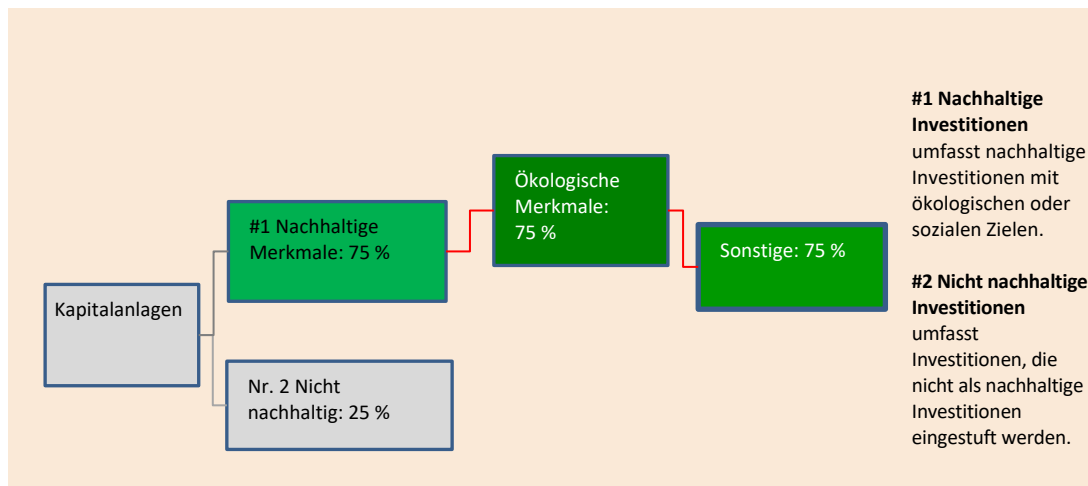 Kapitalanlagen
#1 Nachhaltige
Merkmale: 75 %
Nr. 2 Nicht
nachhaltig: 25 %
Ökologische
Merkmale:
75 %
Sonstige: 75 %
#1 Nachhaltige
Investitionen
umfasst nachhaltige
Investitionen mit
ökologischen oder
sozialen Zielen.
#2 Nicht nachhaltige
Investitionen
umfasst
Investitionen, die
nicht als nachhaltige
Investitionen
eingestuft werden.